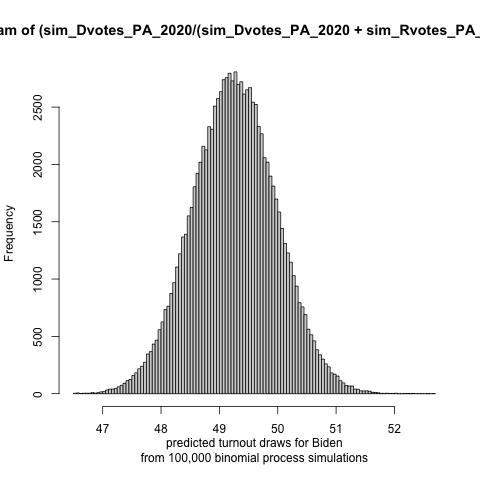 am of (sim_Dvotes_PA_2020/(sim_Dvotes_PA_2020 + sim_Rvotes_PA_
Frequency
2500
2000
1500
1000
500
0
47 48 49 50 51 52
predicted turnout draws for Biden
from 100,000 binomial process simulations